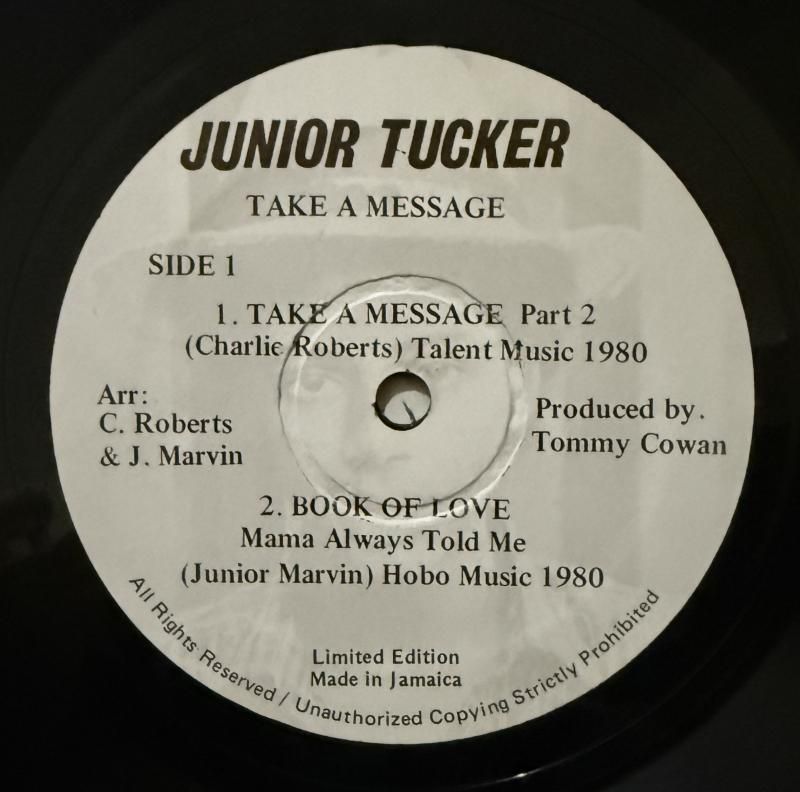 JUNIOR TUCKER
TAKE A MESSAGE
SIDE 1
1. TAKE A MESSAGE Part 2
(Charlie Roberts) Talent Music 1980
Arr:
C. Roberts
& J. Marvin
Produced by.
Tommy Cowan
2. BOOK OF LOVE
Mama Always Told Me
(Junior Marvin) Hobo Music 1980
Limited Edition
Made in Jamaica
All Rights Reserved / Unauthorized Copying Strictly Prohibited